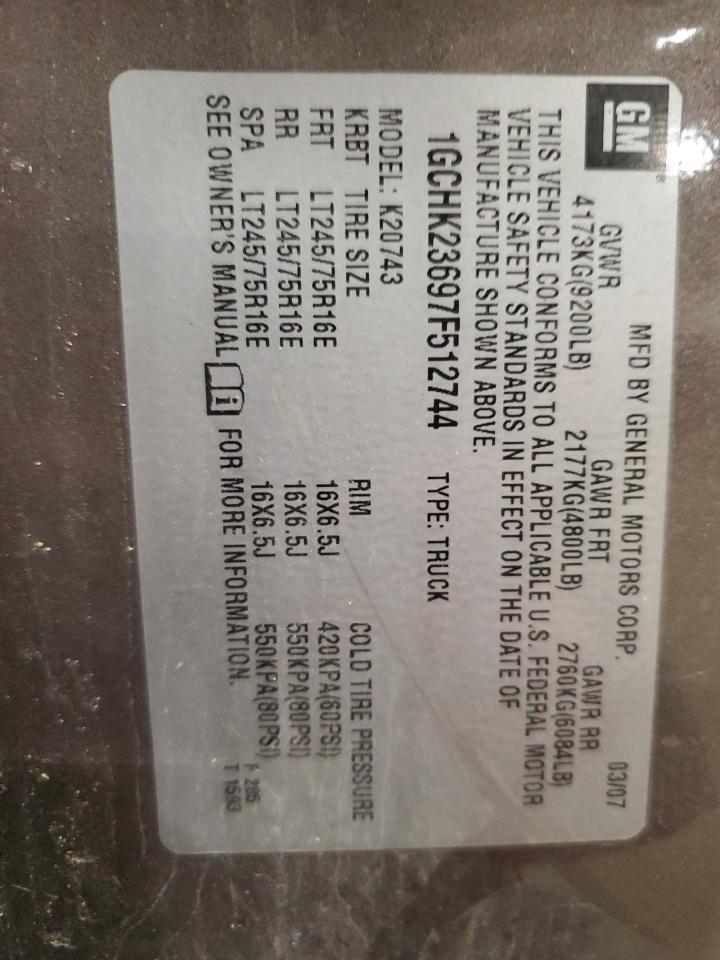 GM
MFD BY GENERAL MOTORS CORP. 03/07
GVWR GAWR FRT GAWR RR
4173KG(9200LB) 2177KG(4800LB) 2760KG(6084LB)
THIS VEHICLE CONFORMS TO ALL APPLICABLE U.S. FEDERAL MOTOR
VEHICLE SAFETY STANDARDS IN EFFECT ON THE DATE OF
MANUFACTURE SHOWN ABOVE.
1GCHK23697F512744 TYPE: TRUCK
MODEL: K20743
KRBT TIRE SIZE RIM COLD TIRE PRESSURE
FRT LT245/75R16E 16X6.5J 420KPA(60PSI)
RR LT245/75R16E 16X6.5J 550KPA(80PSI)
SPA LT245/75R16E 16X6.5J 550KPA(80PSI)
SEE OWNER'S MANUAL i FOR MORE INFORMATION.
F 285
T 1593